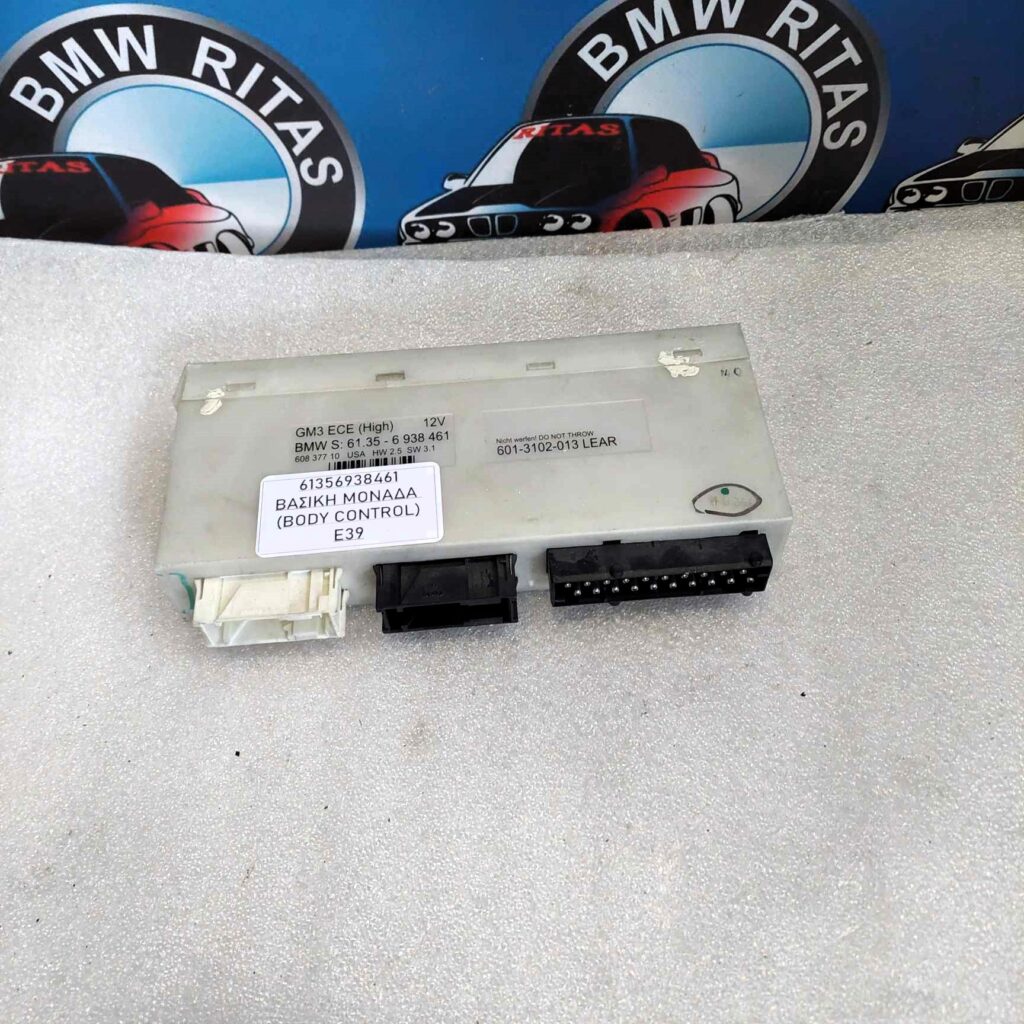 BMW RITAS
RITAS
BMW RITAS
RITAS
GM3 ECE (High) 12V
BMW S: 61.35 - 6 938 461
608 377 10 USA HW 2.5 SW 3.1
Nicht werfen! DO NOT THROW
601-3102-013 LEAR
61356938461
ΒΑΣΙΚΗ ΜΟΝΑΔΑ
(BODY CONTROL)
E39